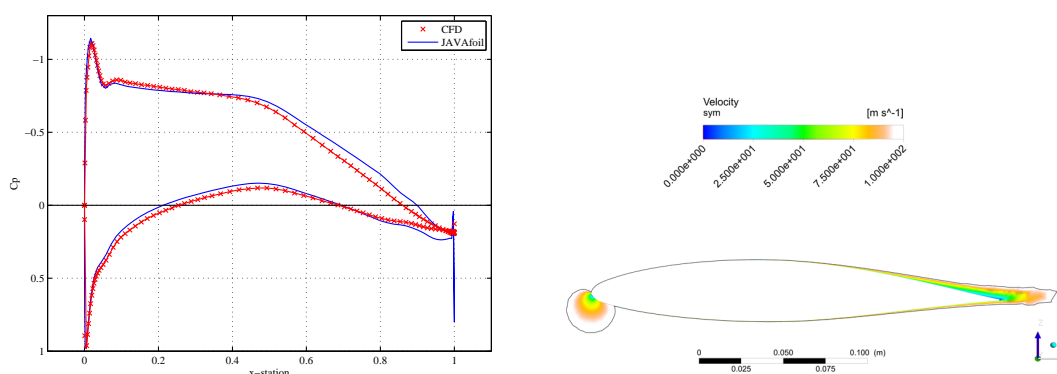 CFD
JAVAfoil
−1
−0.5
0
0.5
1
Cp
0
0.2
0.4
0.6
0.8
1
x−station
Velocity
sym
[m s^-1]
0.000e+000
2.500e+001
5.000e+001
7.500e+001
1.000e+002
0
0.050
0.100 (m)
0.025
0.075
Z